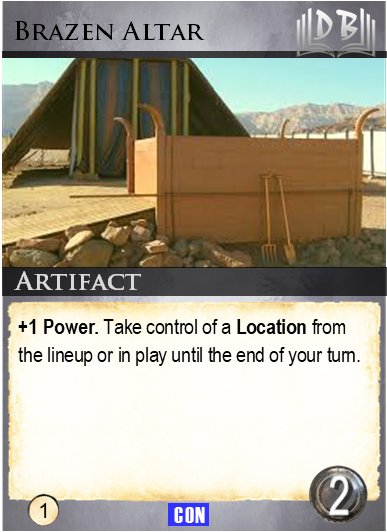 BRAZEN ALTAR
DB
ARTIFACT
+1 Power. Take control of a Location from
the lineup or in play until the end of your turn.
1
CON
2